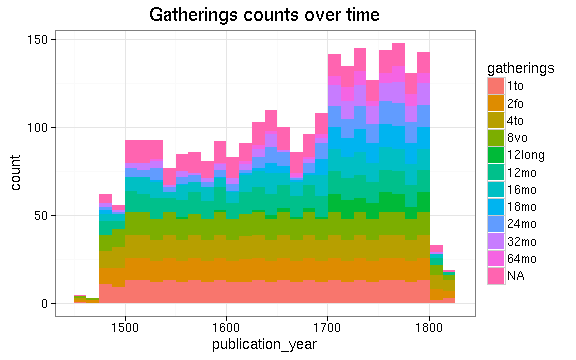 Gatherings counts over time
150
100
50
0
count
1500
1600
1700
1800
publication_year
gatherings
1to
2fo
4to
8vo
12long
12mo
16mo
18mo
24mo
32mo
64mo
NA